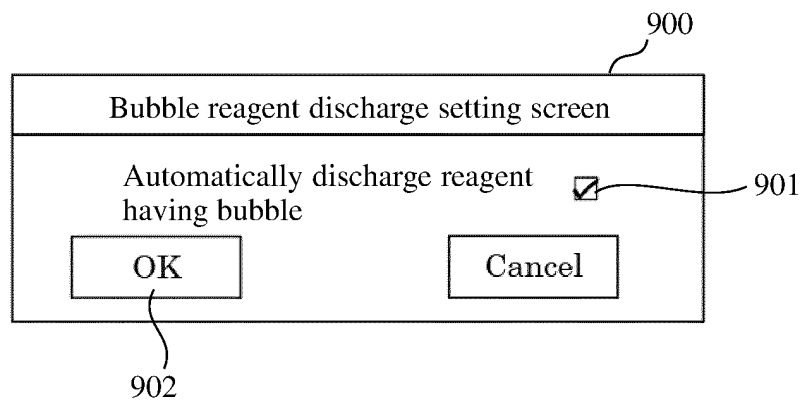 900
Bubble reagent discharge setting screen
Automatically discharge reagent
having bubble
901
OK
Cancel
902